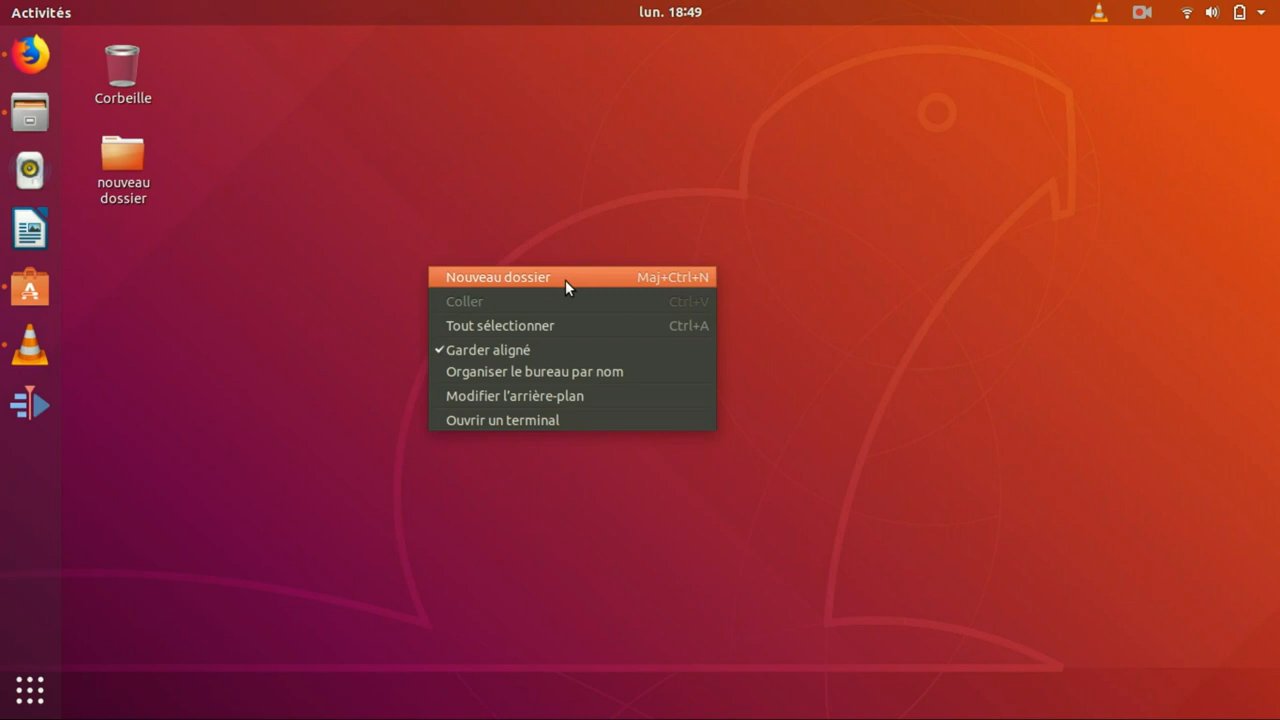 Activités
lun. 18:49
Corbeille
nouveau
dossier
Nouveau dossier Maj+Ctrl+N
Coller Ctrl+V
Tout sélectionner Ctrl+A
✔Garder aligné
Organiser le bureau par nom
Modifier l’arrière-plan
Ouvrir un terminal